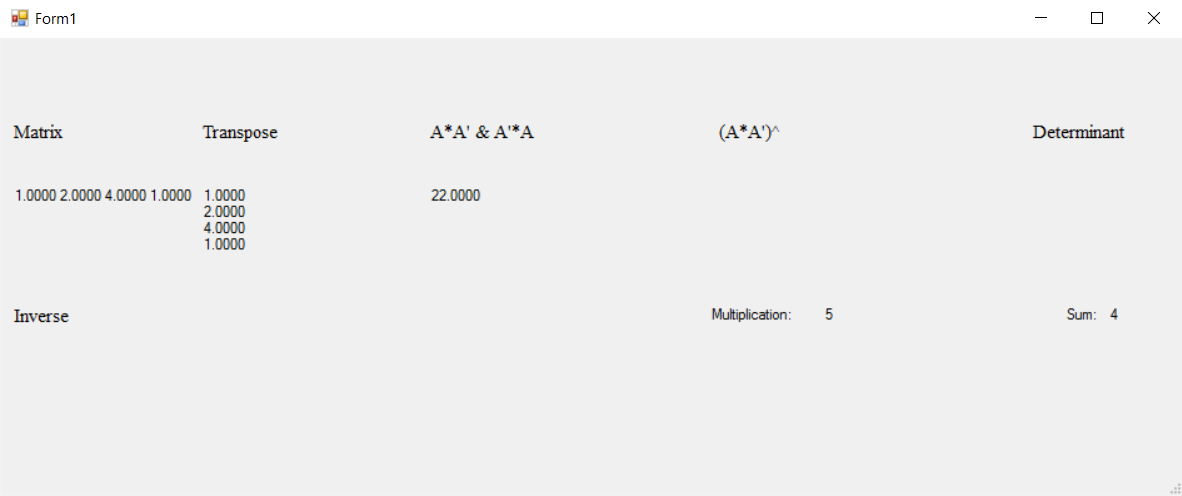 Form1
Matrix Transpose A*A' & A'*A (A*A')^ Determinant
1.0000 2.0000 4.0000 1.0000 1.0000 22.0000
2.0000
4.0000
1.0000
Inverse Multiplication: 5 Sum: 4